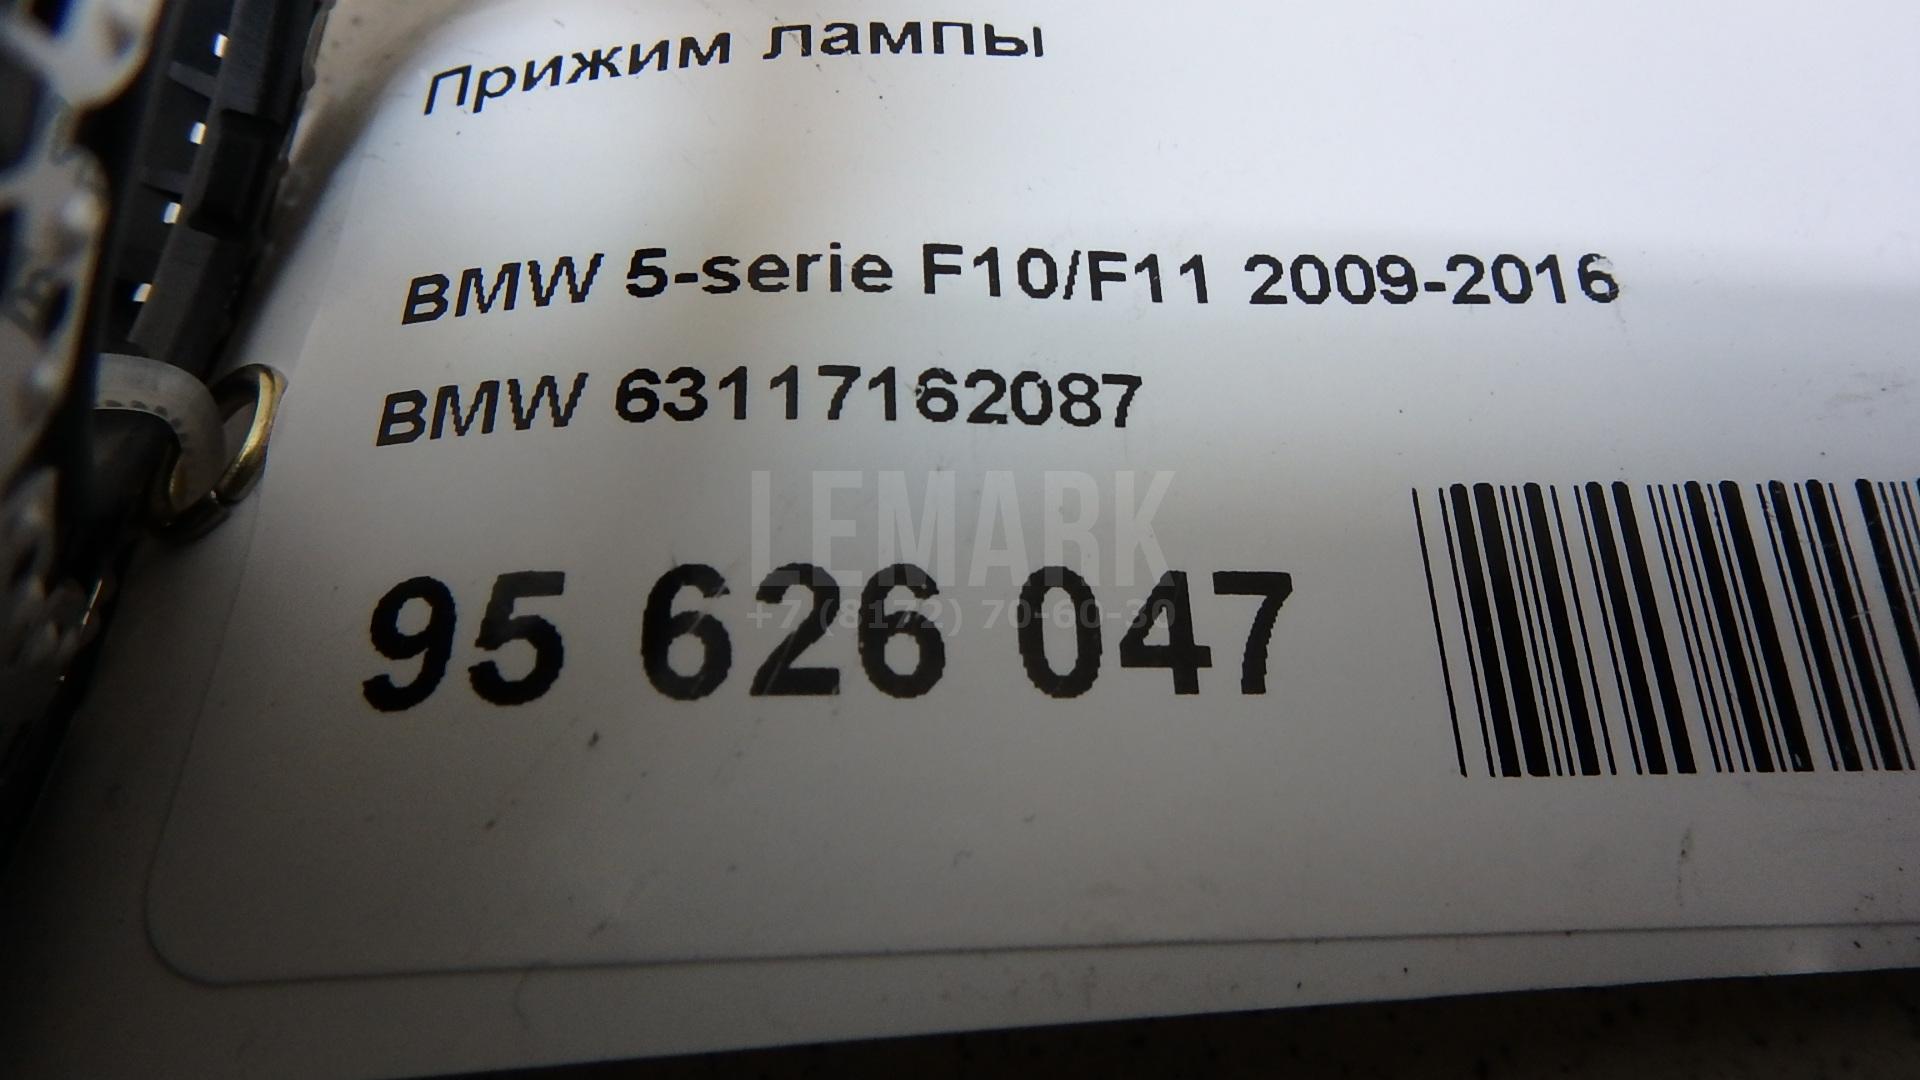 Прижим лампы
BMW 5-serie F10/F11 2009-2016
BMW 63117162087
LEMARK
+7 (8172) 70-60-30
95 626 047